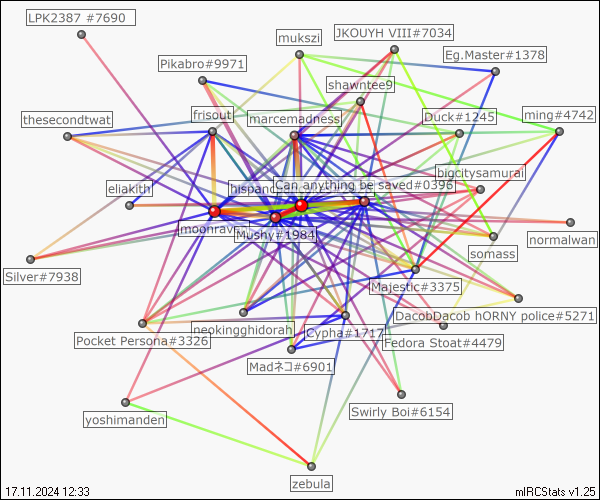 LPK2387 #7690
mukszi
JKOUYH VIII#7034
Eg.Master#1378
Pikabro#9971
shawntee9
thesecondtwat
frisout
marcemadness
Duck#1245
ming#4742
bigcitysamurai
eliakith
hispano
Can anything be saved#0396
moonrav
Mushy#1984
normalwan
somass
Silver#7938
Majestic#3375
DacobDacob hORNY police#5271
neokingghidorah
Cypha#1717
Pocket Persona#3326
Fedora Stoat#4479
Madネコ#6901
Swirly Boi#6154
yoshimanden
zebula
17.11.2024 12:33
mIRCStats v1.25